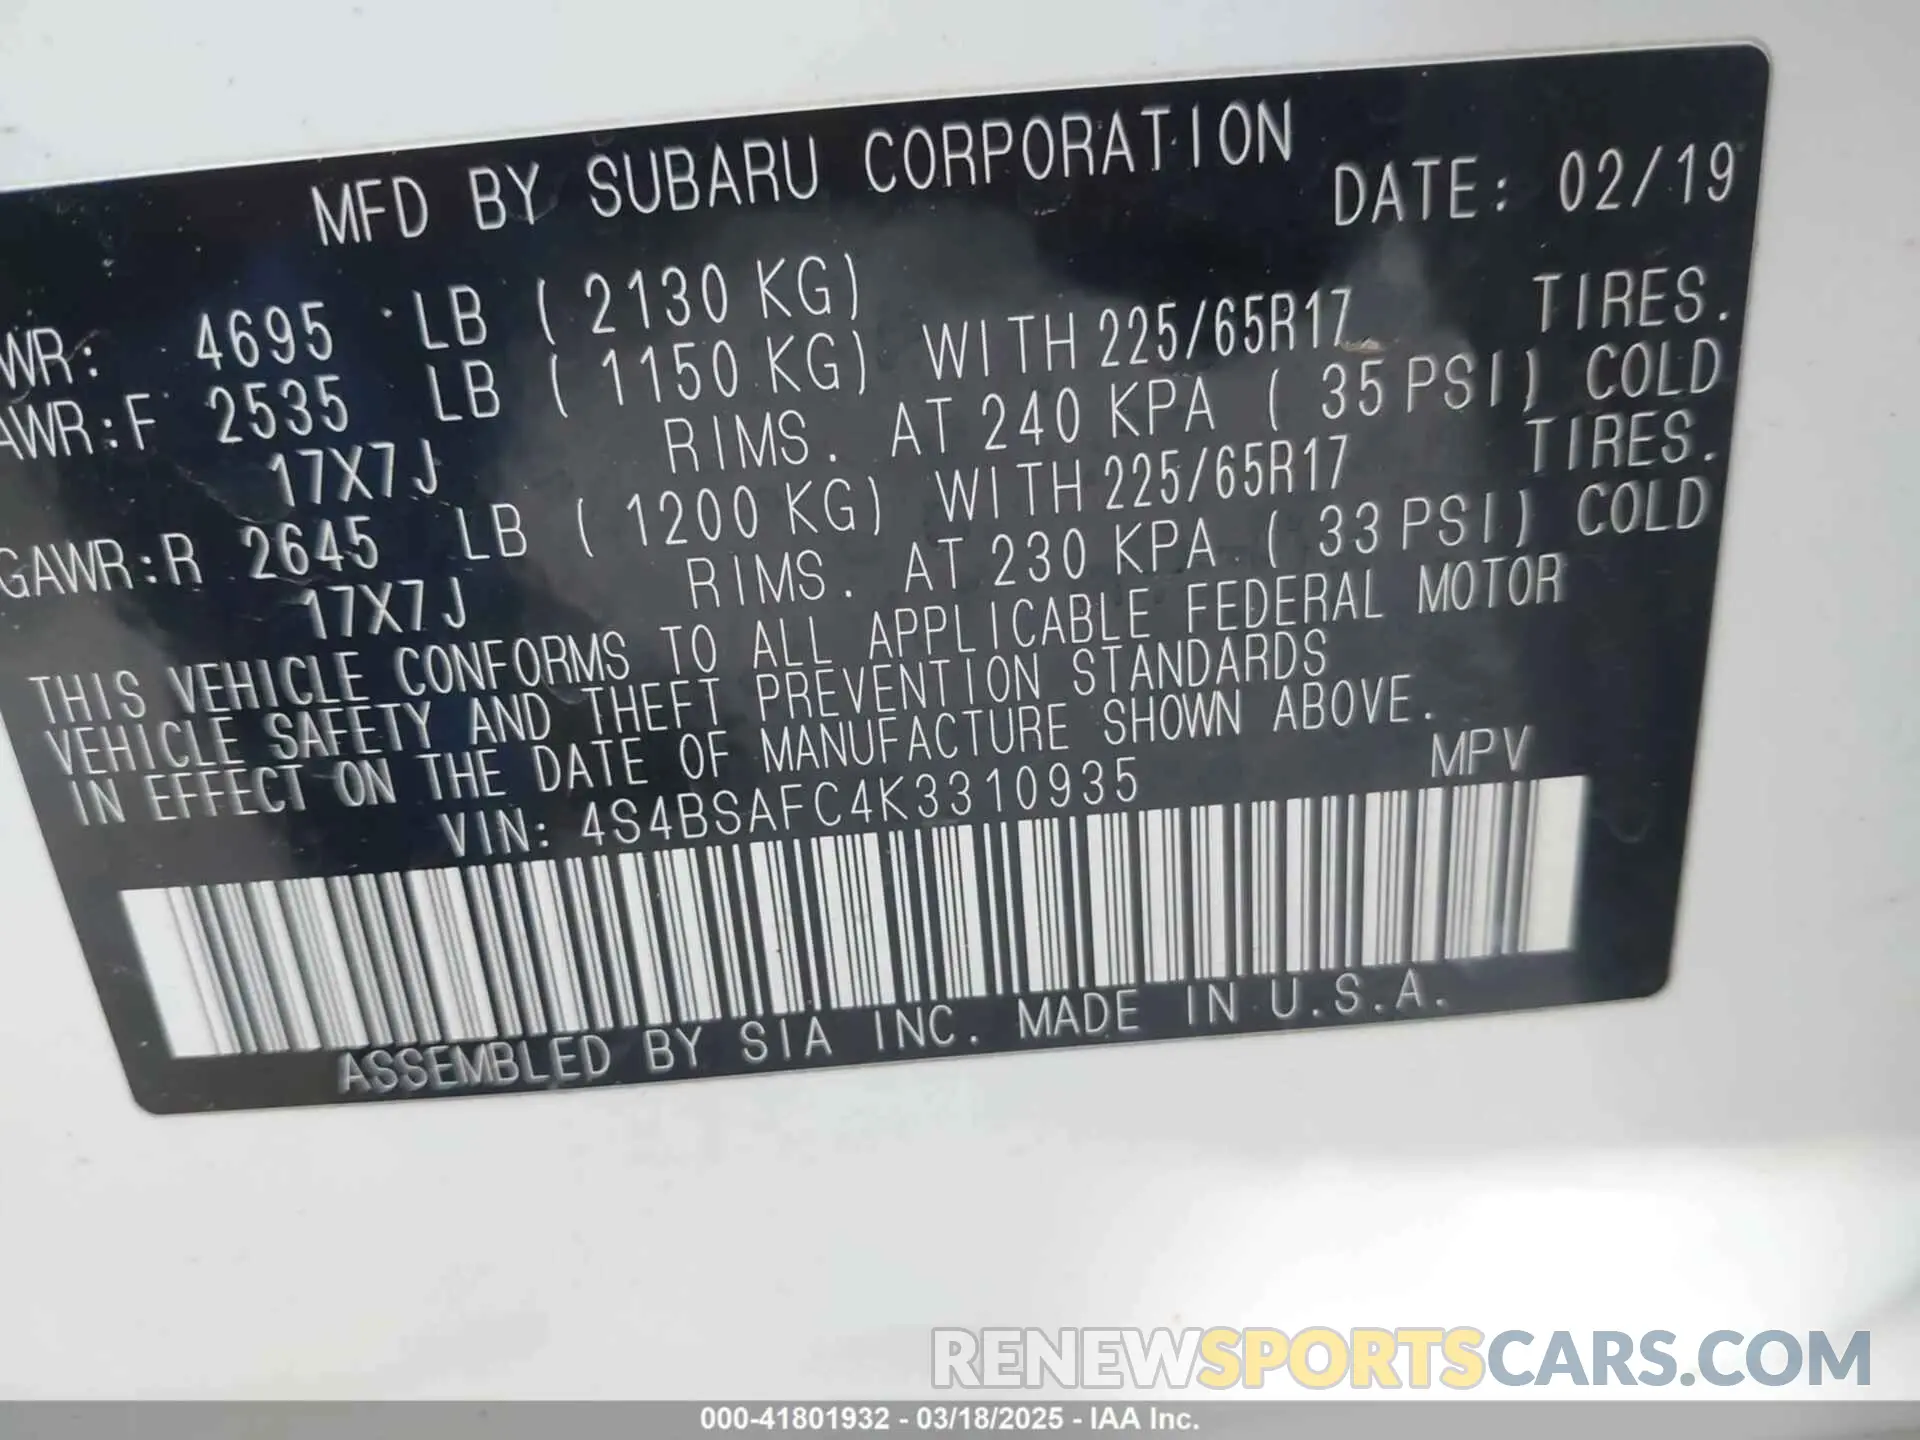 MFD BY SUBARU CORPORATION DATE: 02/19
WR: 4695 LB ( 2130 KG)
AWR:F 2535 LB ( 1150 KG) WITH 225/65R17 TIRES.
17X7J RIMS. AT 240 KPA ( 35 PSI) COLD
GAWR:R 2645 LB ( 1200 KG) WITH 225/65R17 TIRES.
17X7J RIMS. AT 230 KPA ( 33 PSI) COLD
THIS VEHICLE CONFORMS TO ALL APPLICABLE FEDERAL MOTOR
VEHICLE SAFETY AND THEFT PREVENTION STANDARDS
IN EFFECT ON THE DATE OF MANUFACTURE SHOWN ABOVE.
VIN: 4S4BSAFC4K3310935 MPV
ASSEMBLED BY SIA INC. MADE IN U.S.A.
RENEWSPORTSCARS.COM
000-41801932 - 03/18/2025 - IAA Inc.